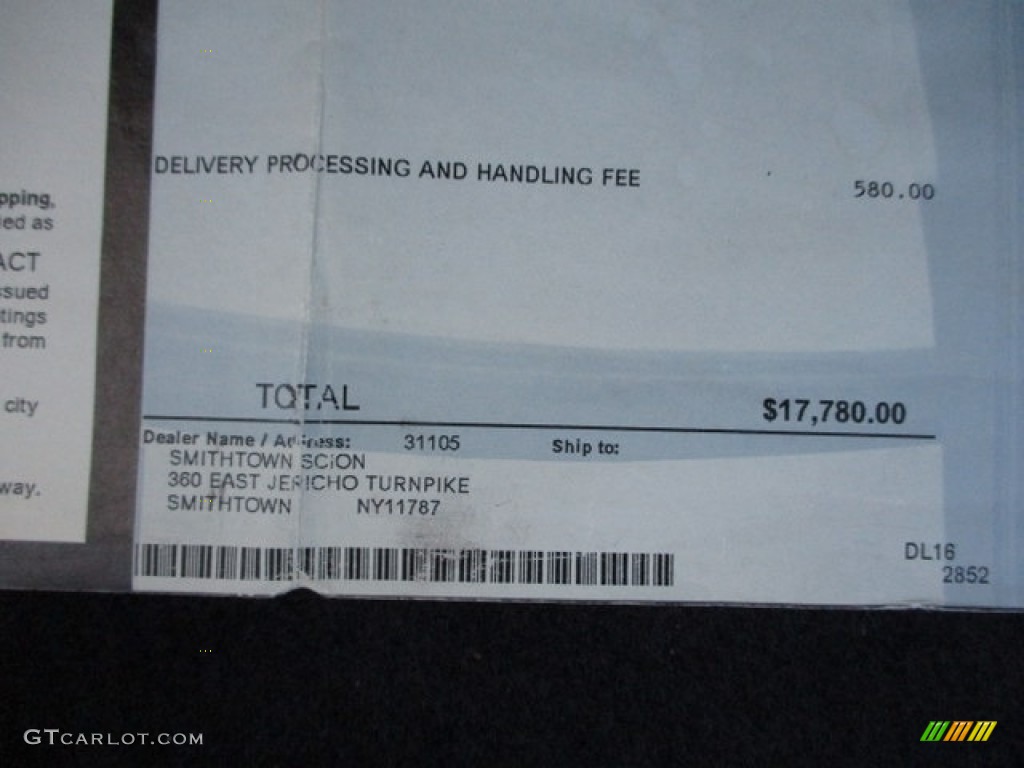 pping,
ied as
ACT
ssued
tings
from
city
way.
DELIVERY PROCESSING AND HANDLING FEE 580.00
TOTAL $17,780.00
Dealer Name / Address: 31105 Ship to:
SMITHTOWN SCION
360 EAST JERICHO TURNPIKE
SMITHTOWN NY11787
DL16
2852
GTCARLOT.COM